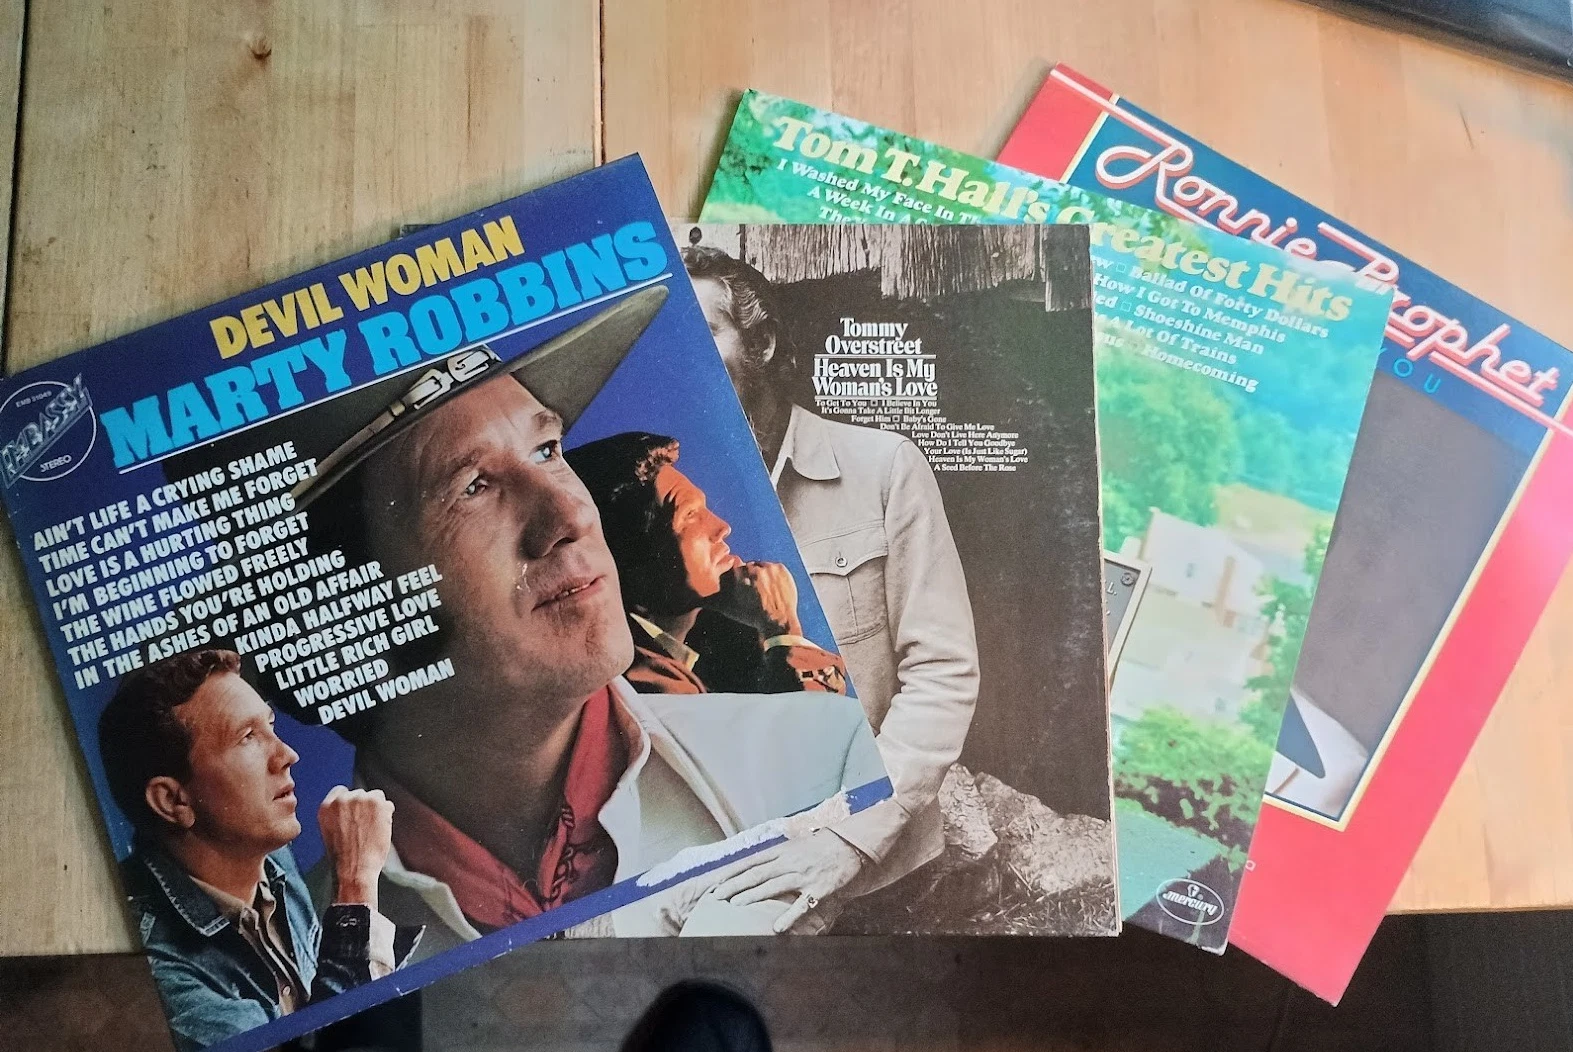 DEVIL WOMAN
MARTY ROBBINS
EMB 31049
EMBASSY
STEREO
AIN'T LIFE A CRYING SHAME
TIME CAN'T MAKE ME FORGET
LOVE IS A HURTING THING
I'M BEGINNING TO FORGET
THE WINE FLOWED FREELY
THE HANDS YOU'RE HOLDING
IN THE ASHES OF AN OLD AFFAIR
KINDA HALFWAY FEEL
PROGRESSIVE LOVE
LITTLE RICH GIRL
WORRIED
DEVIL WOMAN
Tommy
Overstreet
Heaven Is My
Woman's Love
To Get To You □ I Believe In You
It's Gonna Take A Little Bit Longer
Forget Him □ Baby's Gone
Don't Be Afraid To Give Me Love
Love Don't Live Here Anymore
How Do I Tell You Goodbye
Your Love (Is Just Like Sugar)
Heaven Is My Woman's Love
A Seed Before The Rose
Tom T. Hall's Greatest Hits
I Washed My Face In Th
Ballad Of Forty Dollars
A Week In A
How I Got To Memphis
The
ed □ Shoeshine Man
A Lot Of Trains
us □ Homecoming
mercury
Ronnie Prophet
YOU